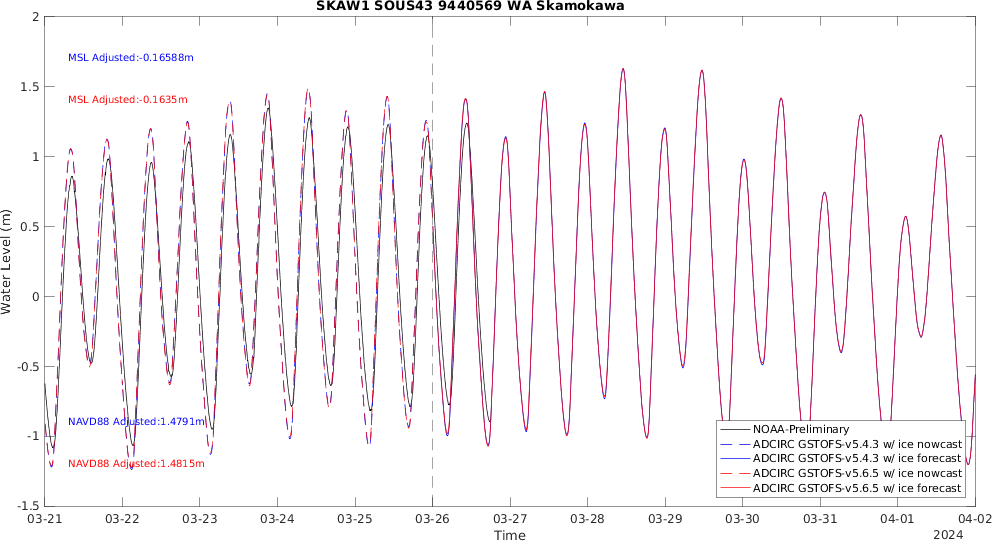 SKAW1 SOUS43 9440569 WA Skamokawa
MSL Adjusted:-0.16588m
MSL Adjusted:-0.1635m
NAVD88 Adjusted:1.4791m
NAVD88 Adjusted:1.4815m
Water Level (m)
2
1.5
1
0.5
0
-0.5
-1
-1.5
03-21 03-22 03-23 03-24 03-25 03-26 03-27 03-28 03-29 03-30 03-31 04-01 04-02
Time
2024
NOAA-Preliminary
ADCIRC GSTOFS-v5.4.3 w/ ice nowcast
ADCIRC GSTOFS-v5.4.3 w/ ice forecast
ADCIRC GSTOFS-v5.6.5 w/ ice nowcast
ADCIRC GSTOFS-v5.6.5 w/ ice forecast